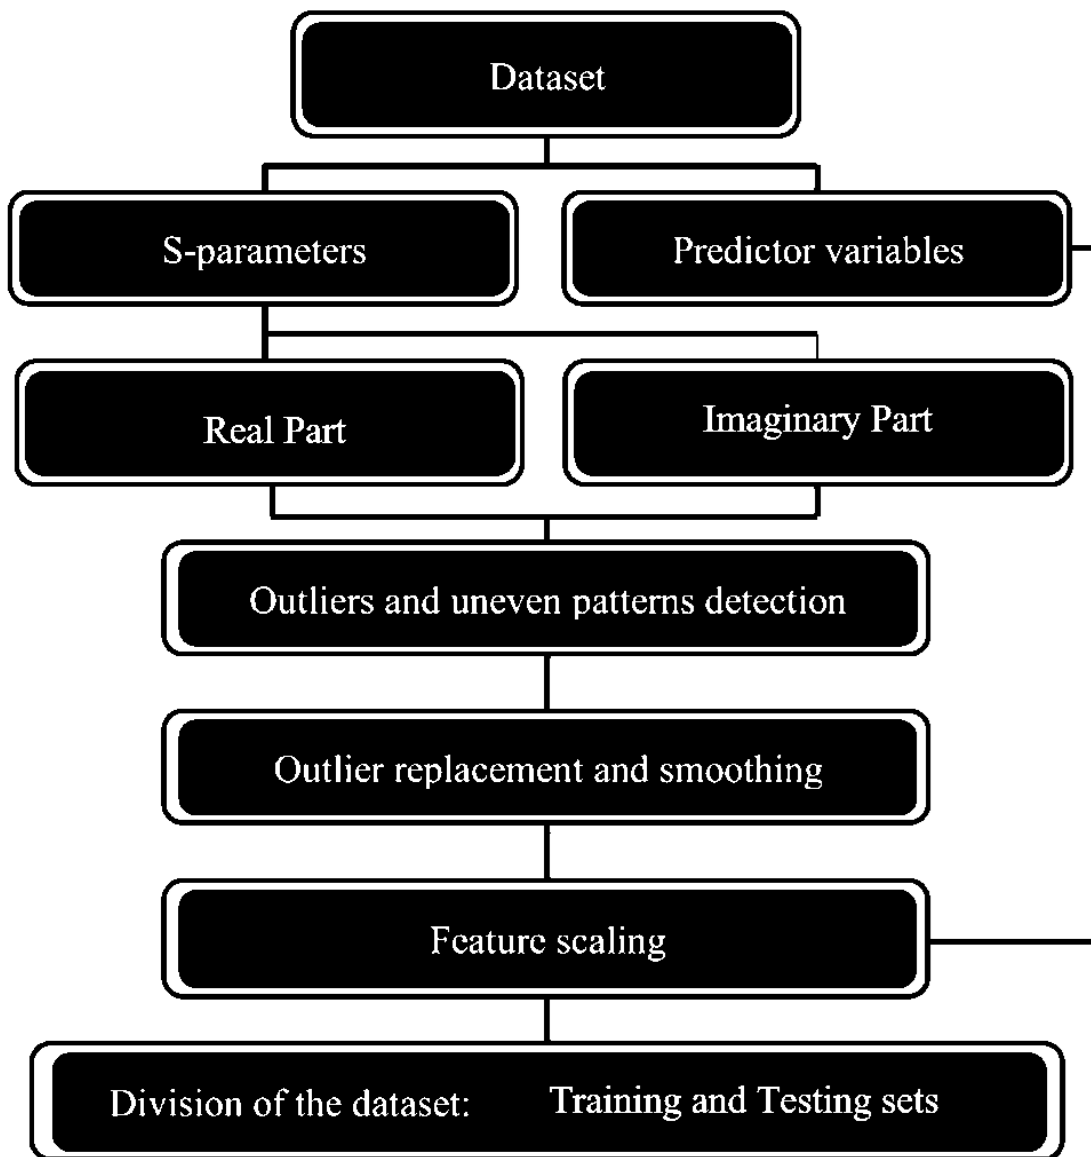 Dataset
S-parameters
Predictor variables
Real Part
Imaginary Part
Outliers and uneven patterns detection
Outlier replacement and smoothing
Feature scaling
Division of the dataset: Training and Testing sets